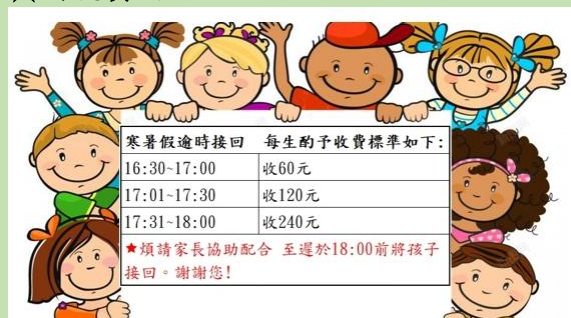 寒暑假逾時接回 每生酌予收費標準如下:
16:30~17:00 收60元
17:01~17:30 收120元
17:31~18:00 收240元
★煩請家長協助配合 至遲於18:00前將孩子
接回。謝謝您!